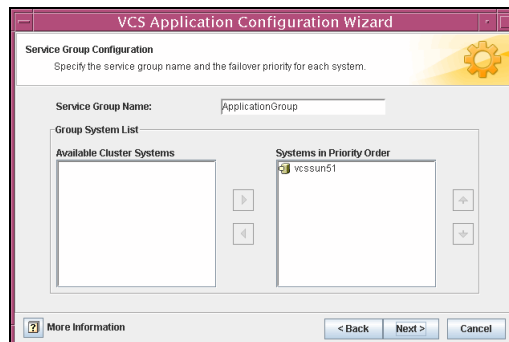 VCS Application Configuration Wizard
Service Group Configuration
Specify the service group name and the failover priority for each system.
Service Group Name: ApplicationGroup
Group System List
Available Cluster Systems Systems in Priority Order
vcssun51
? More Information < Back Next > Cancel